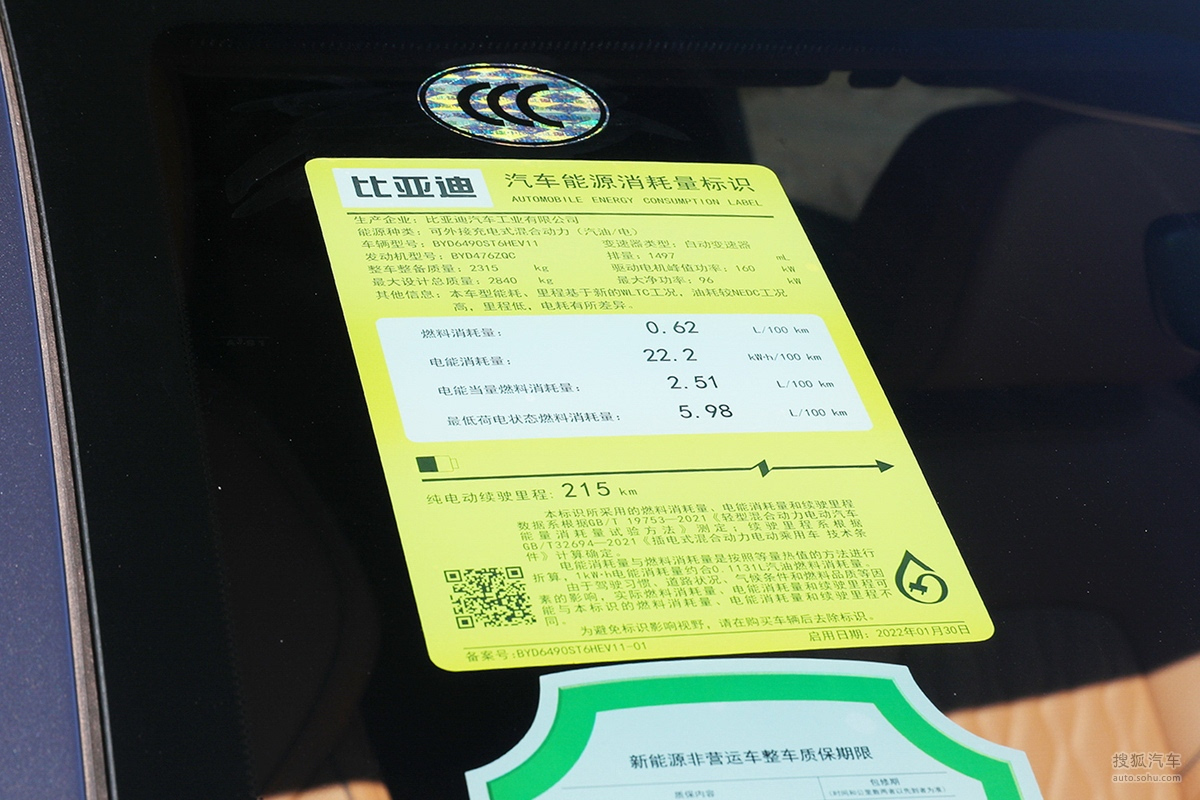 CCC
比亚迪 汽车能源消耗量标识
AUTOMOBILE ENERGY CONSUMPTION LABEL
生产企业：比亚迪汽车工业有限公司
能源种类：可外接充电式混合动力（汽油/电）
车辆型号：BYD6490ST6HEV11 变速器类型：自动变速器
发动机型号：BYD476ZQC 排量：1497 mL
整车整备质量：2315 kg 驱动电机峰值功率：160 kW
最大设计总质量：2840 kg 最大净功率：96 kW
其他信息：本车型能耗、里程基于新的WLTC工况，油耗较NEDC工况
高，里程低，电耗有所差异。
燃料消耗量： 0.62 L/100 km
电能消耗量： 22.2 kW·h/100 km
电能当量燃料消耗量： 2.51 L/100 km
最低荷电状态燃料消耗量： 5.98 L/100 km
纯电动续驶里程：215 km
本标识所采用的燃料消耗量、电能消耗量和续驶里程
数据系根据GB/T 19753—2021《轻型混合动力电动汽车
能量消耗量试验方法》测定；续驶里程系根据
GB/T32694—2021《插电式混合动力电动乘用车 技术条
件》计算确定。
电能消耗量与燃料消耗量是按照等量热值的方法进行
折算，1kW·h电能消耗量约合0.1131L汽油燃料消耗量。
由于驾驶习惯、道路状况、气候条件和燃料品质等因
素的影响，实际燃料消耗量、电能消耗量和续驶里程可
能与本标识的燃料消耗量、电能消耗量和续驶里程不
同。
为避免标识影响视野，请在购买车辆后去除标识。
备案号:BYD6490ST6HEV11-01 启用日期：2022年01月30日
新能源非营运车整车质保期限
质保内容 包修期
（时间和公里数两者以先到者为准）
搜狐汽车
auto.sohu.com